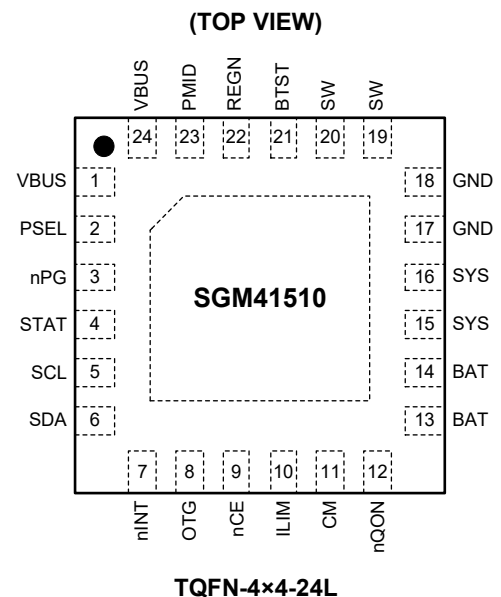 (TOP VIEW)
VBUS PMID REGN BTST SW SW
24 23 22 21 20 19
VBUS 1 18 GND
PSEL 2 17 GND
nPG 3 16 SYS
SGM41510
STAT 4 15 SYS
SCL 5 14 BAT
SDA 6 13 BAT
7 8 9 10 11 12
nINT OTG nCE ILIM CM nQON
TQFN-4×4-24L